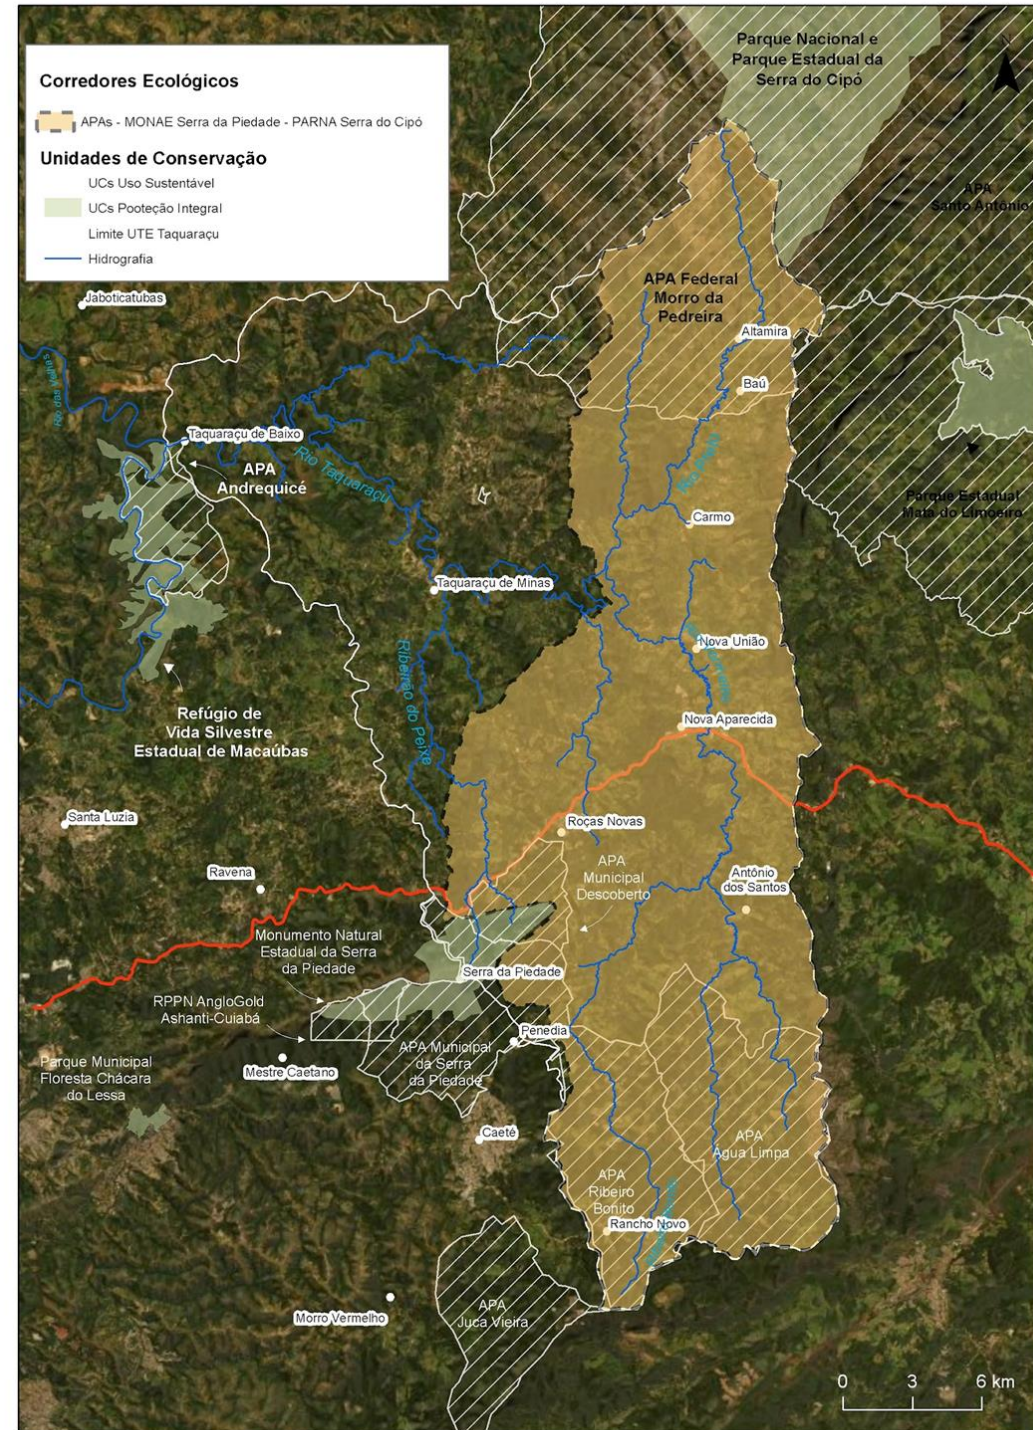 Parque Nacional e
Parque Estadual da
Serra do Cipó
Corredores Ecológicos
APAs - MONAE Serra da Piedade - PARNA Serra do Cipó
Unidades de Conservação
UCs Uso Sustentável
UCs Pooteção Integral
Limite UTE Taquaraçu
Hidrografia
N
APA
Santo Antônio
APA Federal
Morro da
Pedreira
Jaboticatubas
Altamira
Rio das Velhas
Baú
Taquaraçu de Baixo
Rio Taquaraçu
APA
Andrequicé
Parque Estadual
Mata do Limoeiro
Carmo
Taquaraçu de Minas
Nova União
Ribeirão do Peixe
Refúgio de
Vida Silvestre
Estadual de Macaúbas
Nova Aparecida
Santa Luzia
Roças Novas
Ravena
APA
Municipal
Descoberto
Antônio
dos Santos
Monumento Natural
Estadual da Serra
da Piedade
Serra da Piedade
RPPN AngloGold
Ashanti-Cuiabá
Penedia
APA Municipal
da Serra
da Piedade
Parque Municipal
Floresta Chácara
do Lessa
Mestre Caetano
Caeté
APA
Água Limpa
APA
Ribeiro
Bonito
Rancho Novo
Morro Vermelho
APA
Juca Vieira
0 3 6 km